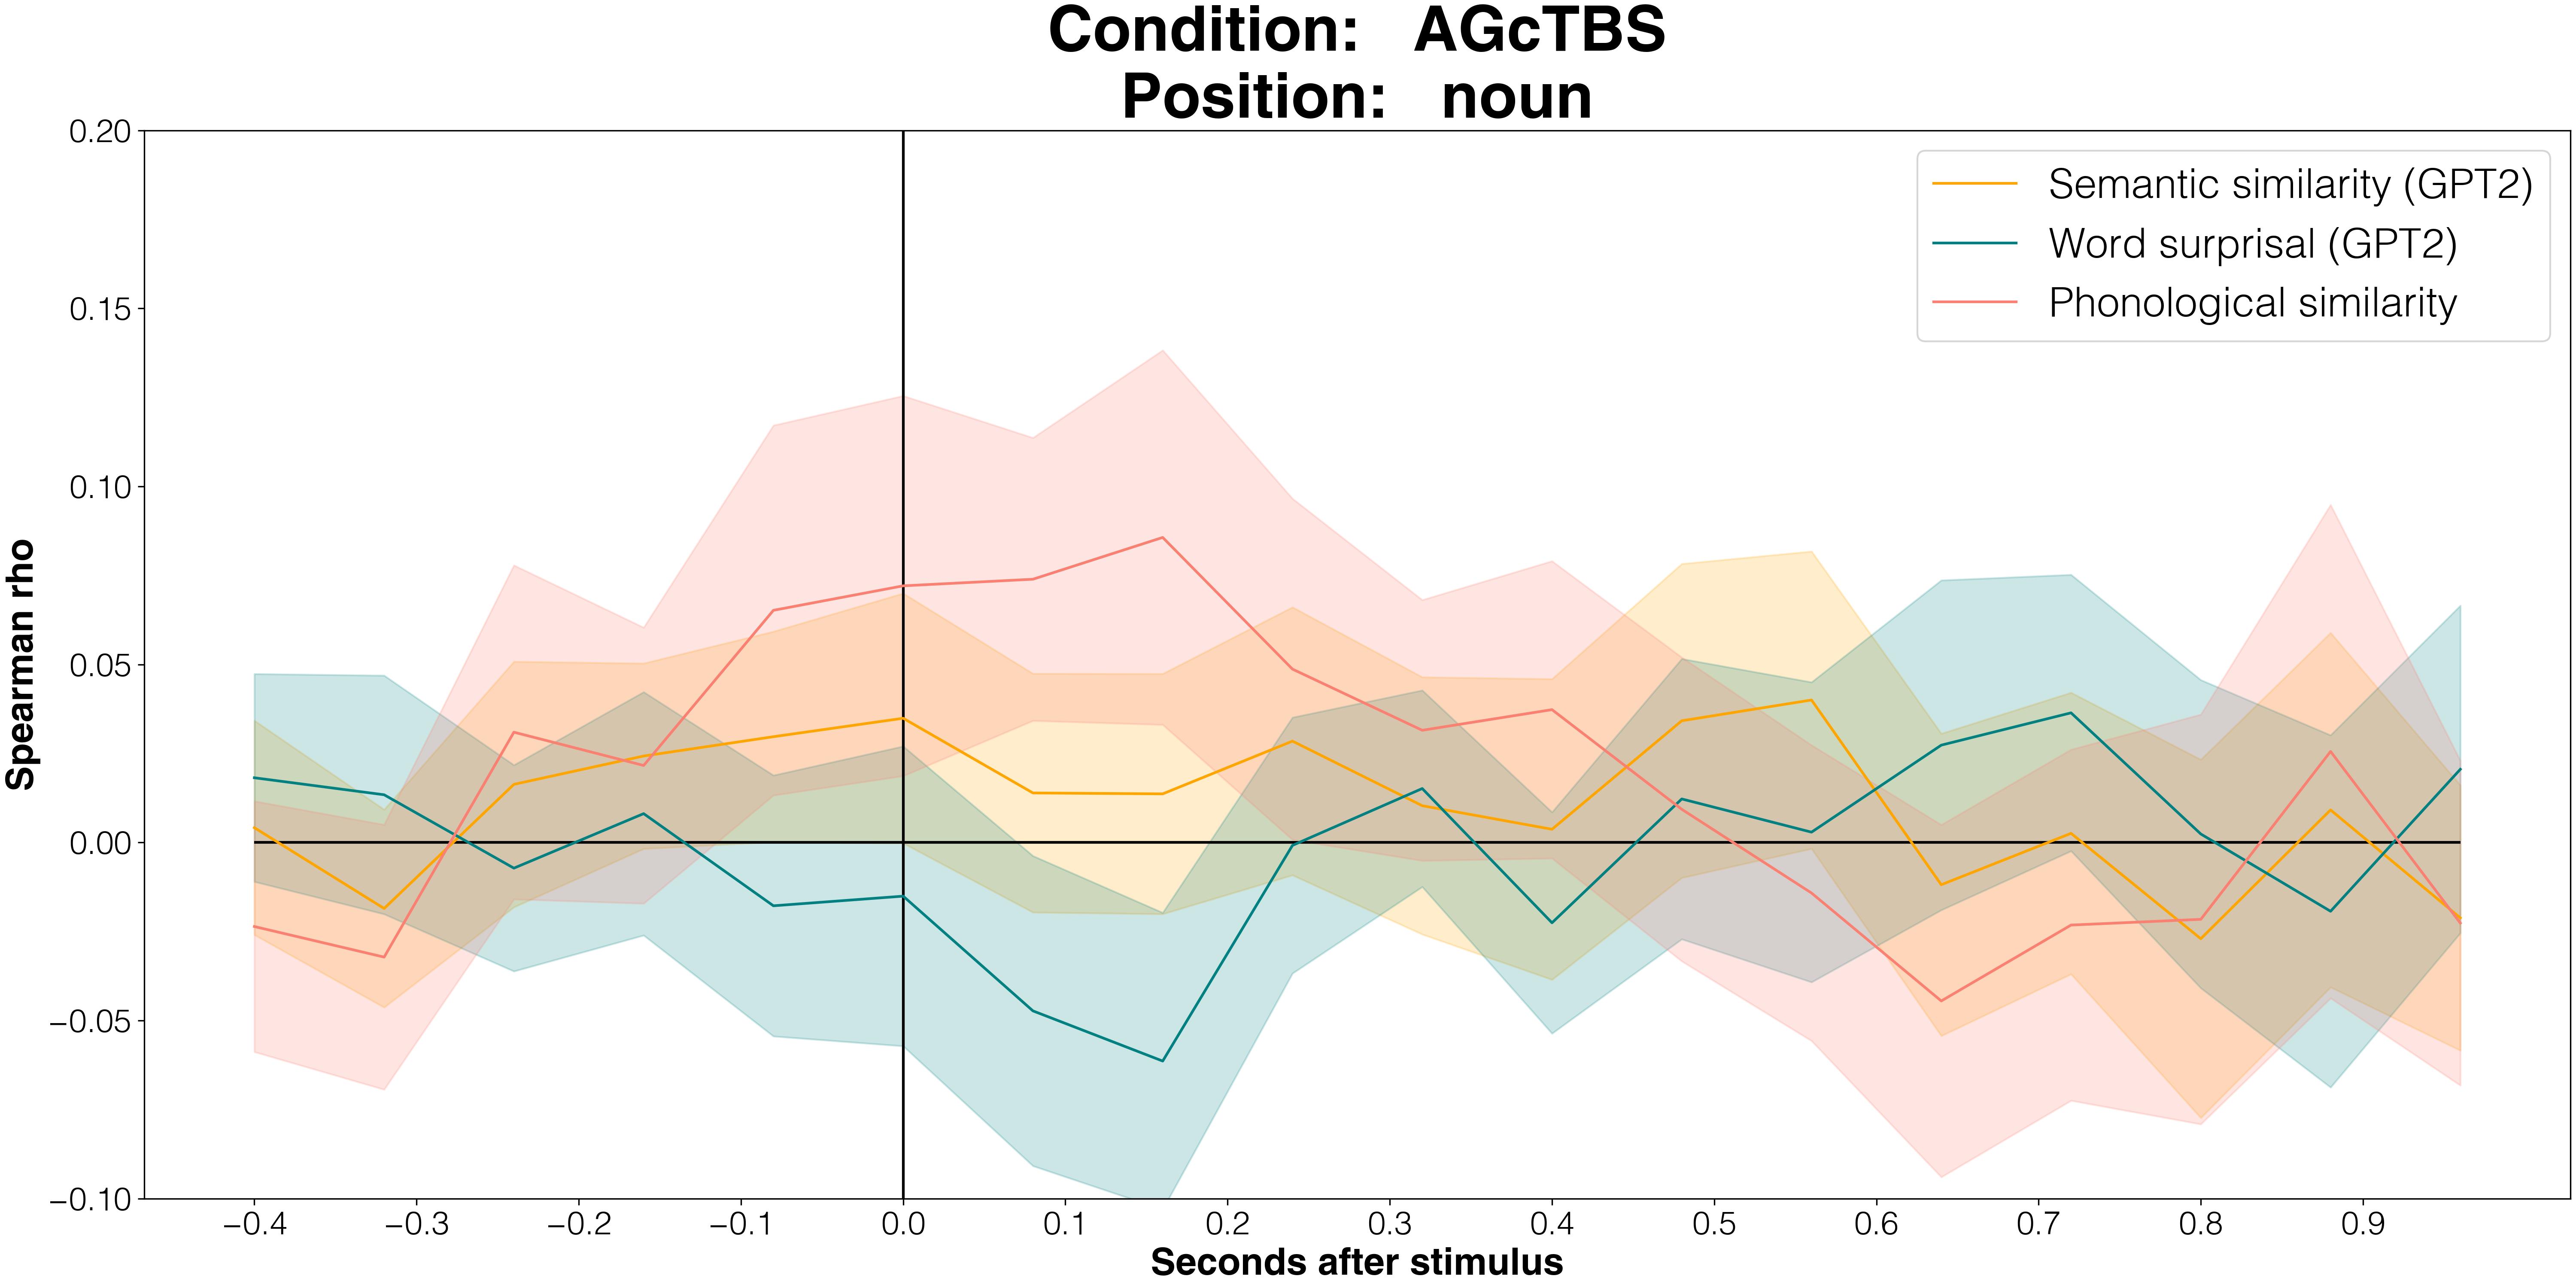 Condition:   AGcTBS
Position:   noun
0.20
0.15
0.10
0.05
0.00
−0.05
−0.10
Spearman rho
Semantic similarity (GPT2)
Word surprisal (GPT2)
Phonological similarity
−0.4 −0.3 −0.2 −0.1 0.0 0.1 0.2 0.3 0.4 0.5 0.6 0.7 0.8 0.9
Seconds after stimulus